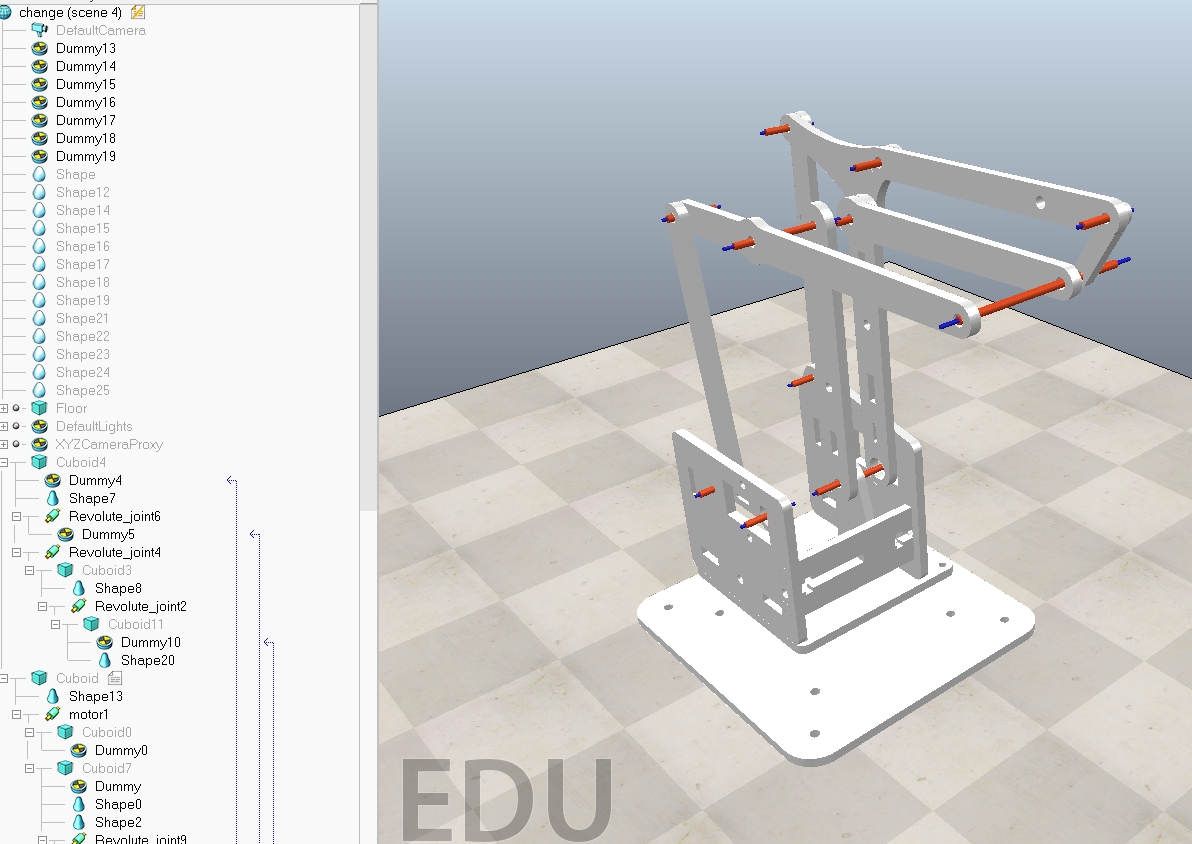 change (scene 4)
DefaultCamera
Dummy13
Dummy14
Dummy15
Dummy16
Dummy17
Dummy18
Dummy19
Shape
Shape12
Shape14
Shape15
Shape16
Shape17
Shape18
Shape19
Shape21
Shape22
Shape23
Shape24
Shape25
Floor
DefaultLights
XYZCameraProxy
Cuboid4
Dummy4
Shape7
Revolute_joint6
Dummy5
Revolute_joint4
Cuboid3
Shape8
Revolute_joint2
Cuboid11
Dummy10
Shape20
Cuboid
Shape13
motor1
Cuboid0
Dummy0
Cuboid7
Dummy
Shape0
Shape2
Revolute_joint9
EDU